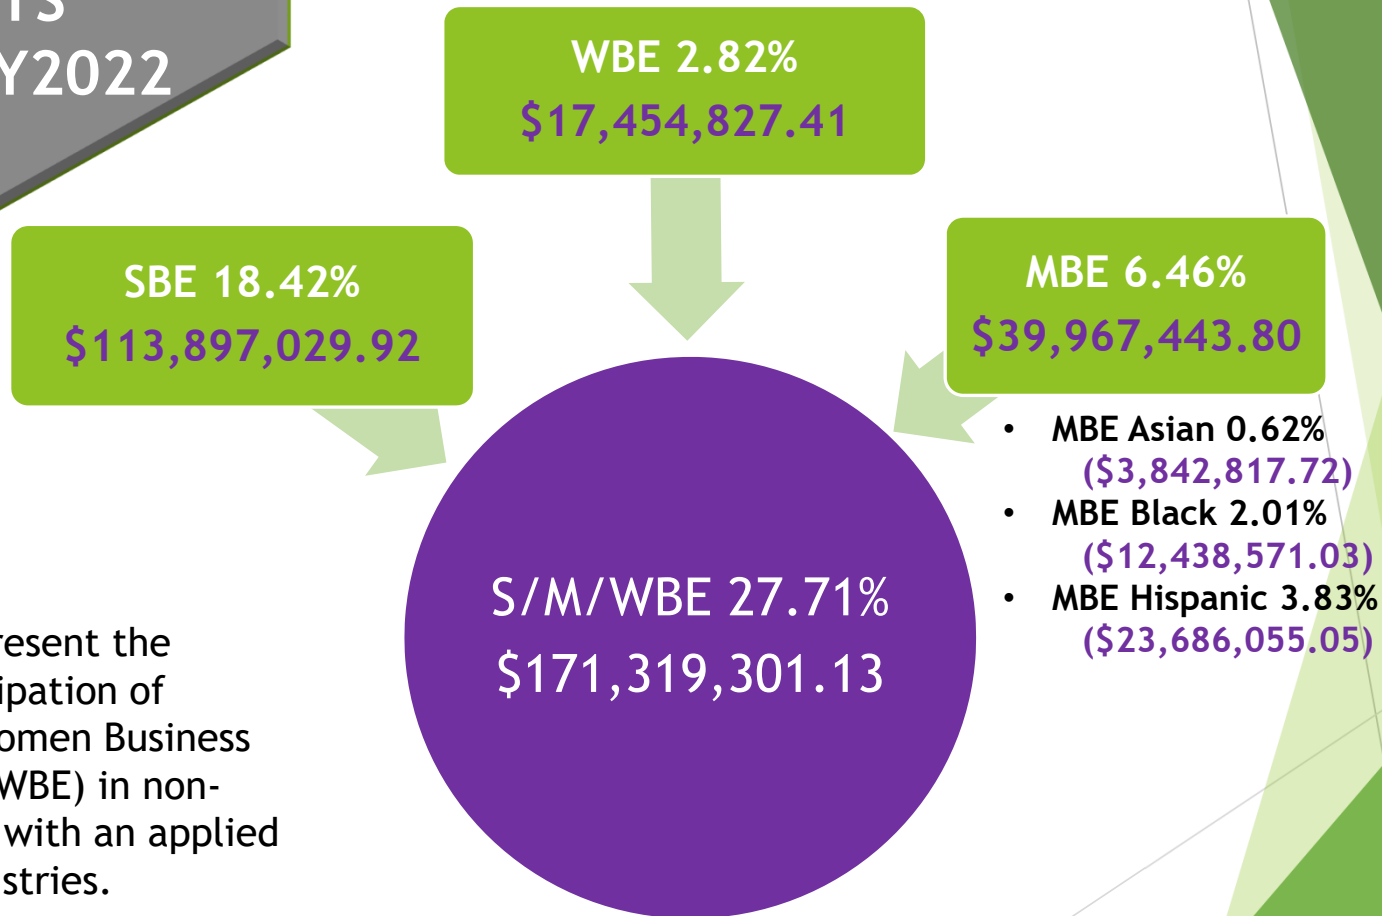 TS
Y2022
WBE 2.82%
$17,454,827.41
SBE 18.42%
$113,897,029.92
MBE 6.46%
$39,967,443.80
• MBE Asian 0.62%
($3,842,817.72)
• MBE Black 2.01%
($12,438,571.03)
• MBE Hispanic 3.83%
($23,686,055.05)
S/M/WBE 27.71%
$171,319,301.13
resent the
ipation of
omen Business
WBE) in non-
with an applied
stries.